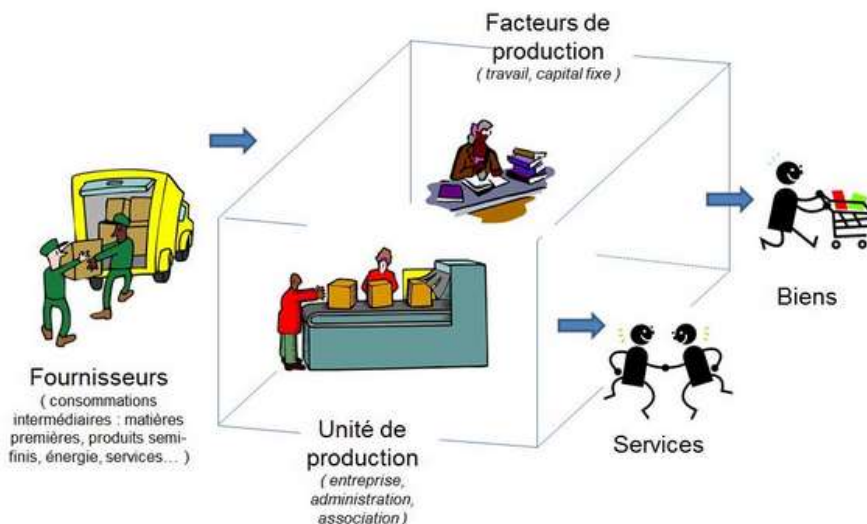 Facteurs de
production
( travail, capital fixe )
Fournisseurs
( consommations
intermédiaires : matières
premières, produits semi-
finis, énergie, services… )
Unité de
production
( entreprise,
administration,
association )
Services
Biens